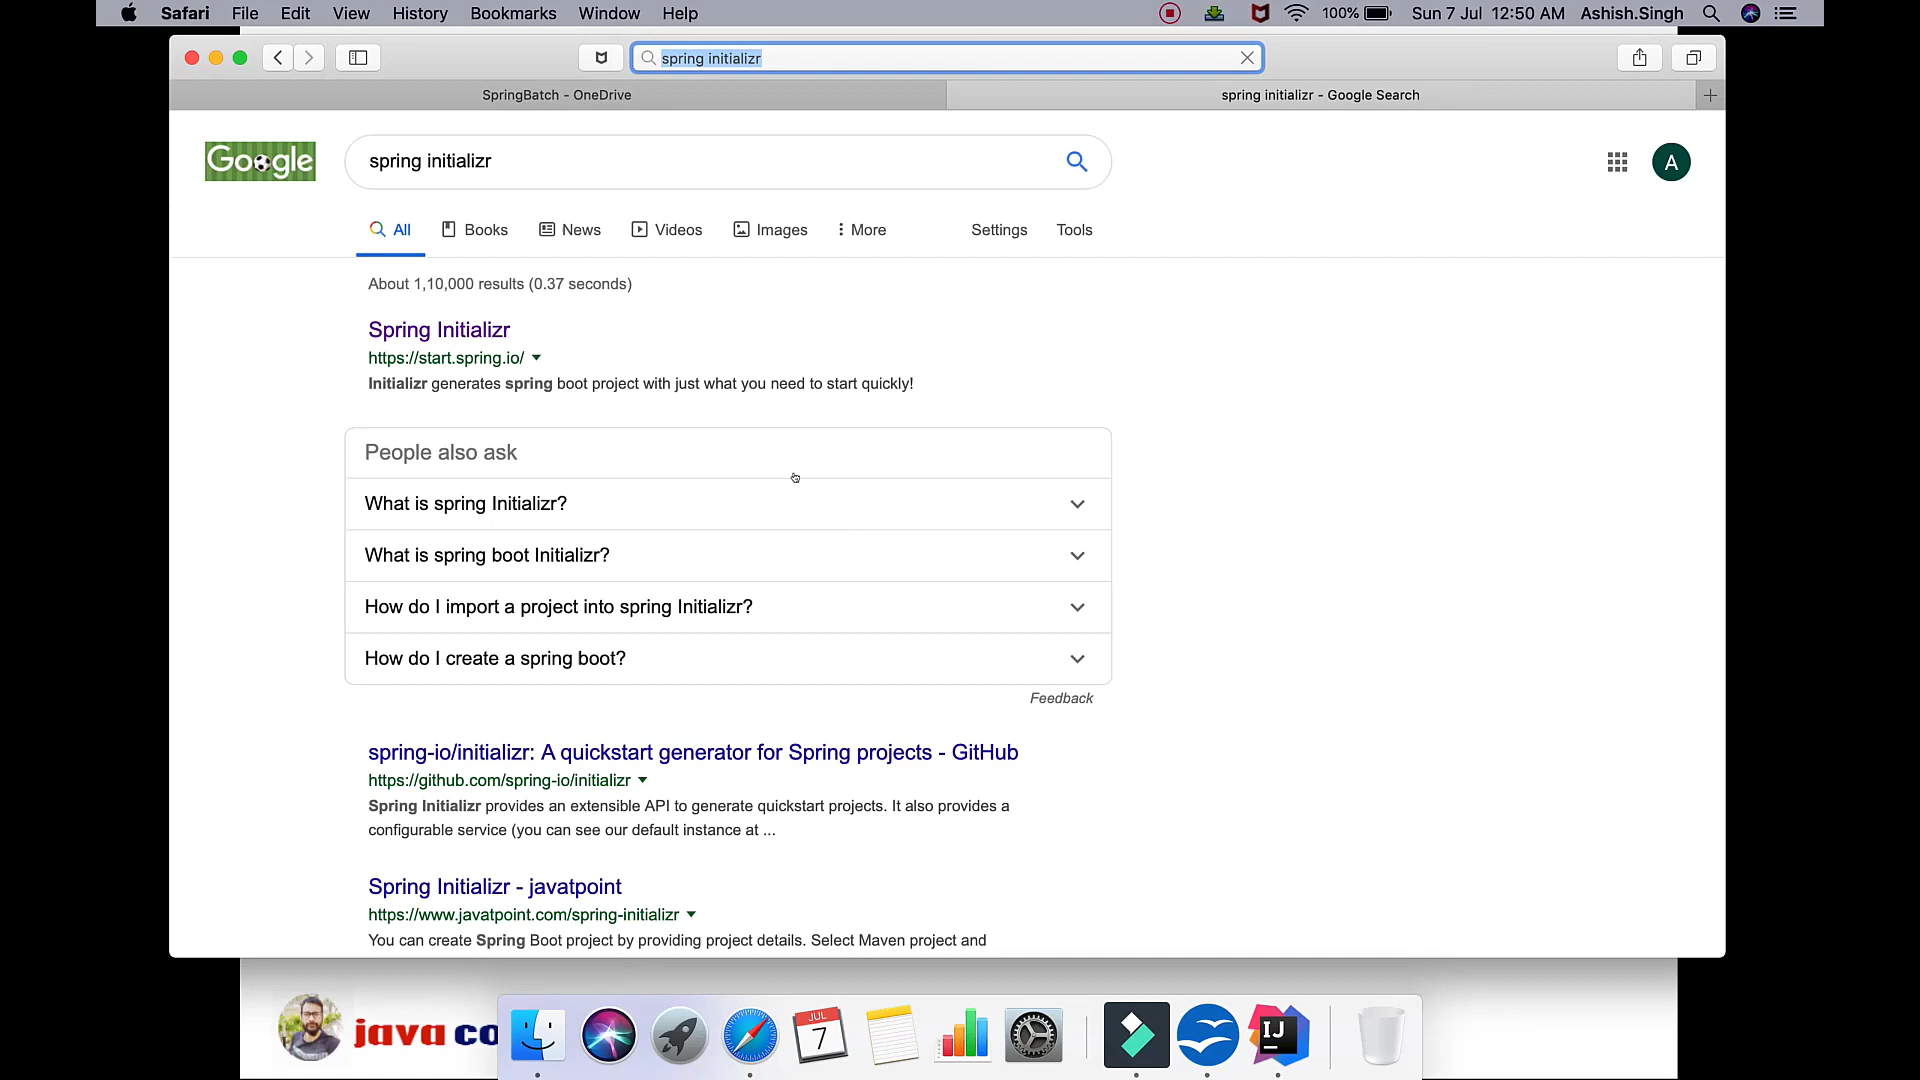 Safari File Edit View History Bookmarks Window Help 100% Sun 7 Jul 12:50 AM Ashish.Singh
spring initializr
SpringBatch - OneDrive
spring initializr - Google Search
Google
spring initializr
A
All Books News Videos Images More Settings Tools
About 1,10,000 results (0.37 seconds)
Spring Initializr
https://start.spring.io/
Initializr generates spring boot project with just what you need to start quickly!
People also ask
What is spring Initializr?
What is spring boot Initializr?
How do I import a project into spring Initializr?
How do I create a spring boot?
Feedback
spring-io/initializr: A quickstart generator for Spring projects - GitHub
https://github.com/spring-io/initializr
Spring Initializr provides an extensible API to generate quickstart projects. It also provides a
configurable service (you can see our default instance at ...
Spring Initializr - javatpoint
https://www.javatpoint.com/spring-initializr
You can create Spring Boot project by providing project details. Select Maven project and
java co
JUL
7
IJ